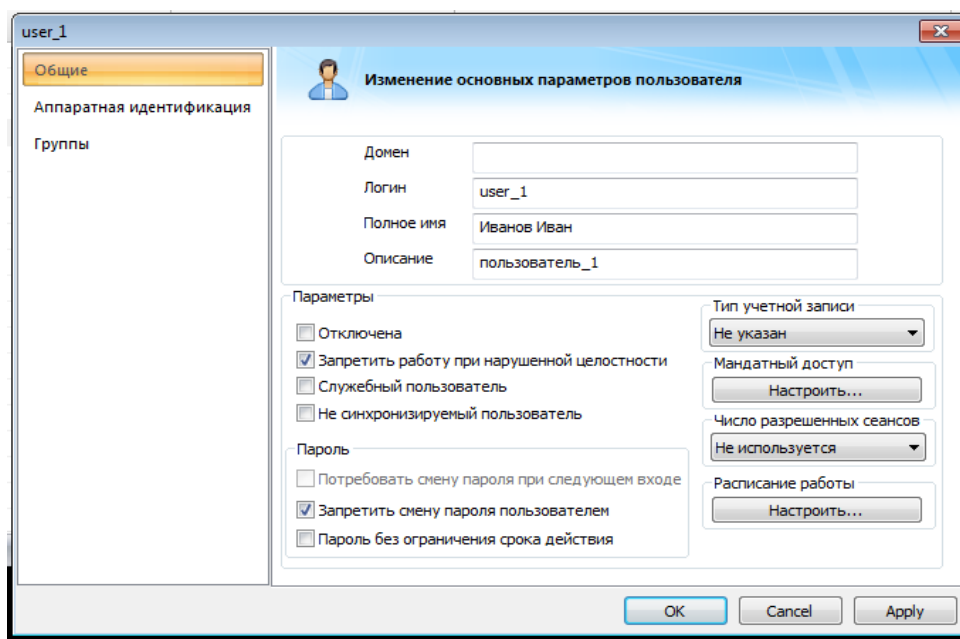 user_1
Общие
Аппаратная идентификация
Группы
Изменение основных параметров пользователя
Домен
Логин user_1
Полное имя Иванов Иван
Описание пользователь_1
Параметры
Отключена
Запретить работу при нарушенной целостности
Служебный пользователь
Не синхронизируемый пользователь
Пароль
Потребовать смену пароля при следующем входе
Запретить смену пароля пользователем
Пароль без ограничения срока действия
Тип учетной записи
Не указан
Мандатный доступ
Настроить...
Число разрешенных сеансов
Не используется
Расписание работы
Настроить...
OK Cancel Apply